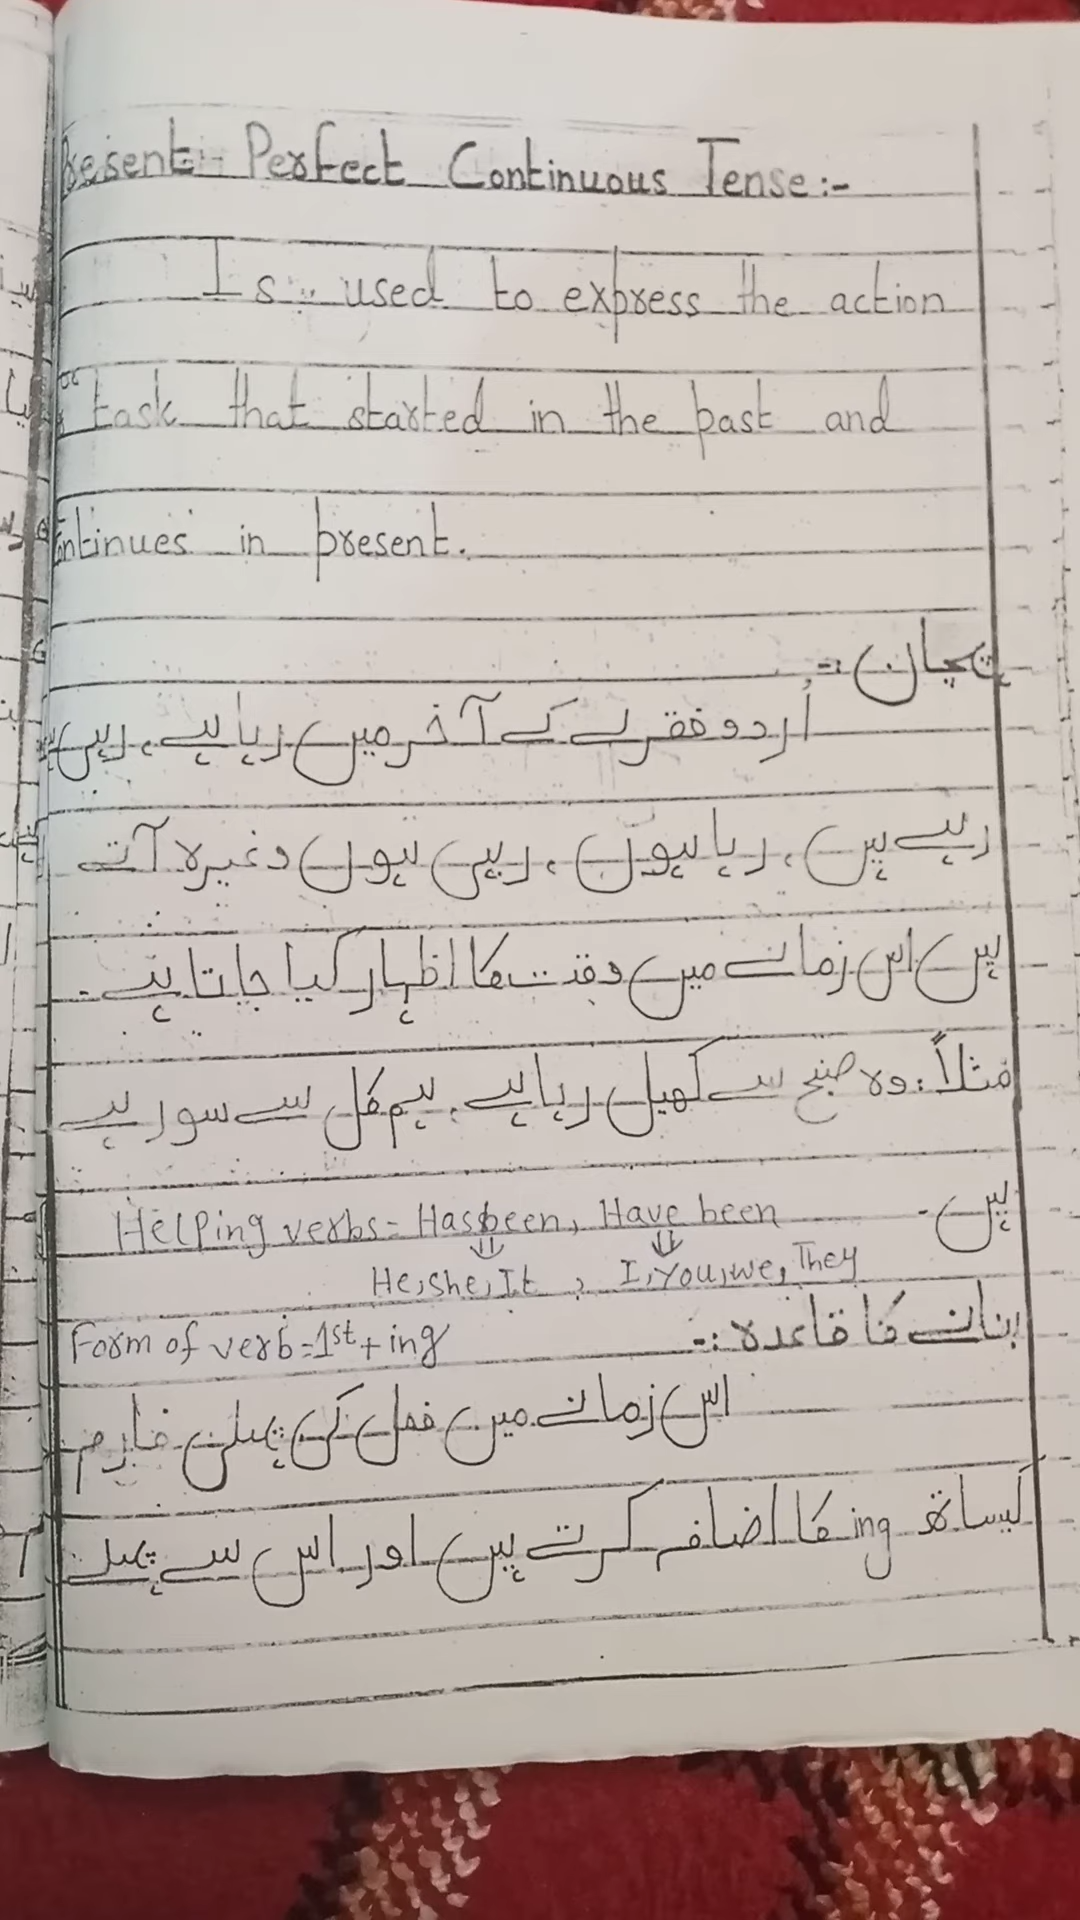 Present:- Perfect Continuous Tense:-
Is used to express the action
or task that started in the past and
continues in present.
پہچان :-
اُردو فقرے کے آخر میں رہا ہے، رہی ہے
رہے ہیں، رہا ہوں، رہی ہوں وغیرہ آتے
ہیں اس زمانے میں وقت کا اظہار کیا جاتا ہے۔
مثلاً: وہ صبح سے کھیل رہا ہے۔ ہم کل سے سو رہے
ہیں۔
Helping verbs = Has been, Have been
⇓ ⇓
He, she, It , I, You, we, They
بنانے کا قاعدہ :-
Form of verb = 1st + ing
اس زمانے میں فعل کی پہلی فارم
کیساتھ ing کا اضافہ کرتے ہیں اور اس سے پہلے